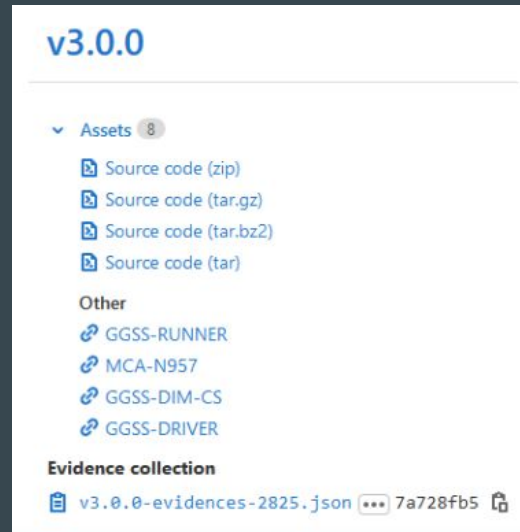 v3.0.0
Assets 8
Source code (zip)
Source code (tar.gz)
Source code (tar.bz2)
Source code (tar)
Other
GGSS-RUNNER
MCA-N957
GGSS-DIM-CS
GGSS-DRIVER
Evidence collection
v3.0.0-evidences-2825.json ... 7a728fb5